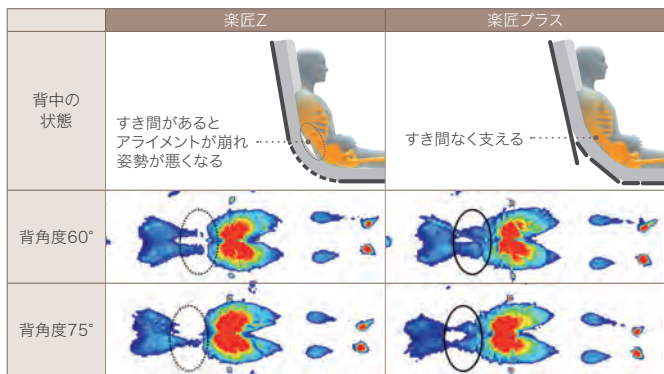 楽匠Z
楽匠プラス
背中の
状態
すき間があると
アライメントが崩れ
姿勢が悪くなる
すき間なく支える
背角度60°
背角度75°